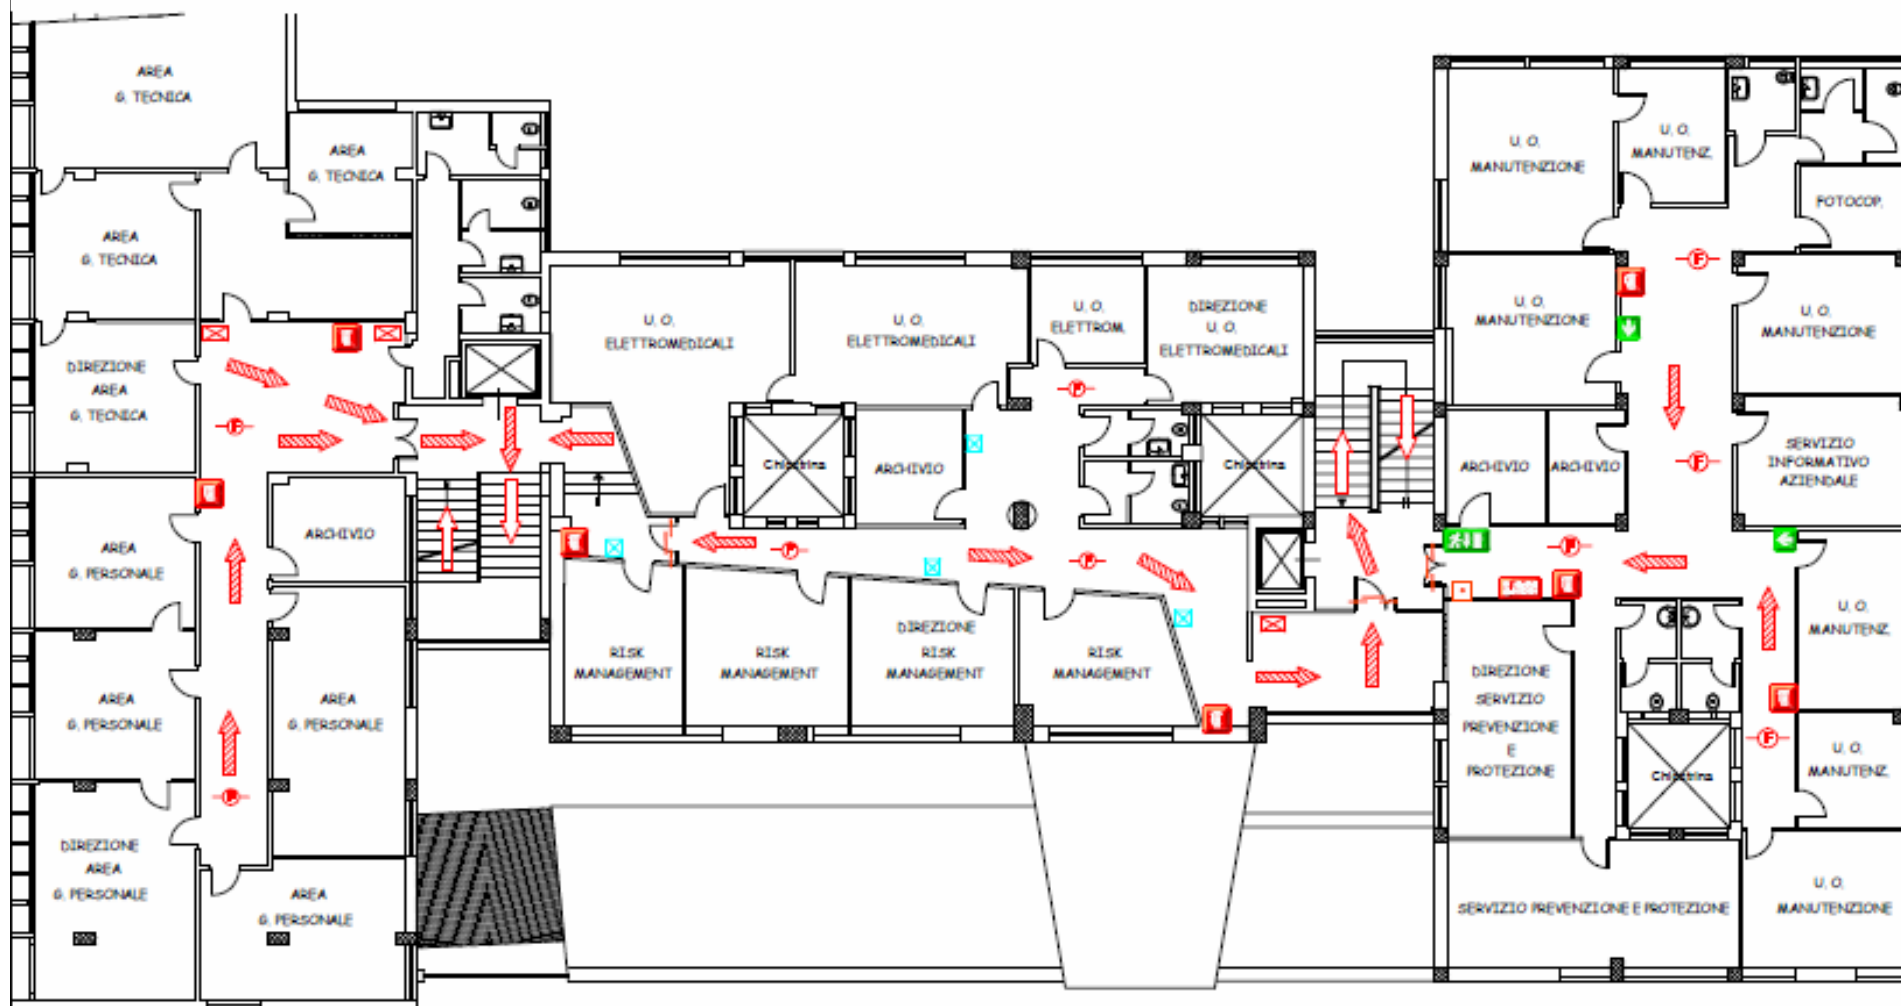 AREA
G. TECNICA
AREA
G. TECNICA
AREA
G. TECNICA
DIREZIONE
AREA
G. TECNICA
ARCHIVIO
AREA
G. PERSONALE
AREA
G. PERSONALE
AREA
G. PERSONALE
DIREZIONE
AREA
G. PERSONALE
AREA
G. PERSONALE
U. O.
ELETTROMEDICALI
U. O.
ELETTROMEDICALI
U. O.
ELETTROM.
DIREZIONE
U. O.
ELETTROMEDICALI
Chiostrina
ARCHIVIO
Chiostrina
RISK
MANAGEMENT
RISK
MANAGEMENT
DIREZIONE
RISK
MANAGEMENT
RISK
MANAGEMENT
U. O.
MANUTENZIONE
U. O.
MANUTENZ.
FOTOCOP.
U. O.
MANUTENZIONE
U. O.
MANUTENZIONE
ARCHIVIO
ARCHIVIO
SERVIZIO
INFORMATIVO
AZIENDALE
U. O.
MANUTENZ.
DIREZIONE
SERVIZIO
PREVENZIONE
E
PROTEZIONE
Chiostrina
U. O.
MANUTENZ.
SERVIZIO PREVENZIONE E PROTEZIONE
U. O.
MANUTENZIONE